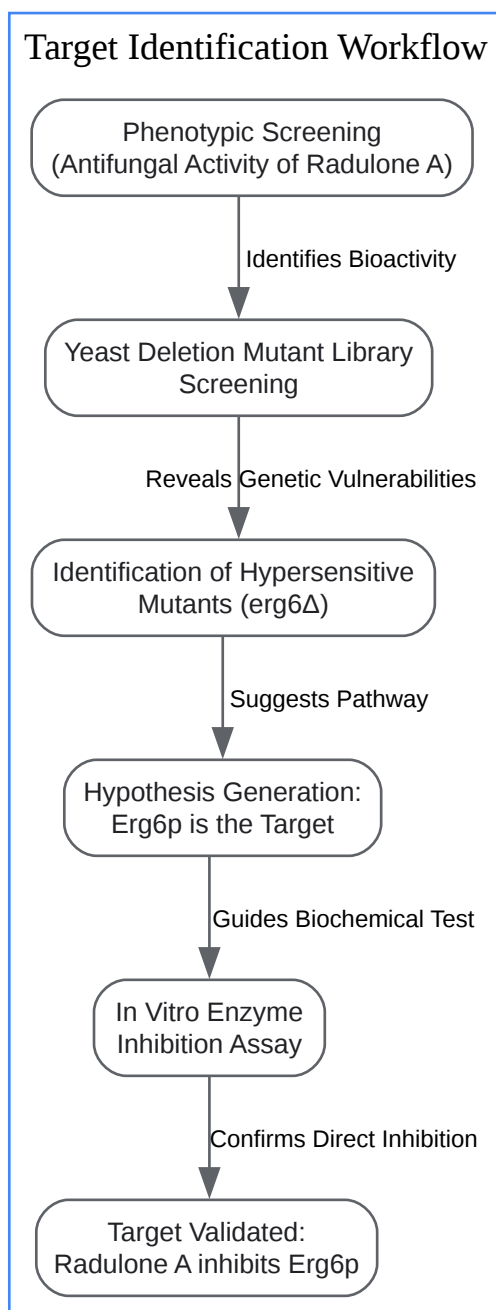 Target Identification Workflow
Phenotypic Screening
(Antifungal Activity of Radulone A)
Identifies Bioactivity
Yeast Deletion Mutant Library
Screening
Reveals Genetic Vulnerabilities
Identification of Hypersensitive
Mutants (erg6Δ)
Suggests Pathway
Hypothesis Generation:
Erg6p is the Target
Guides Biochemical Test
In Vitro Enzyme
Inhibition Assay
Confirms Direct Inhibition
Target Validated:
Radulone A inhibits Erg6p